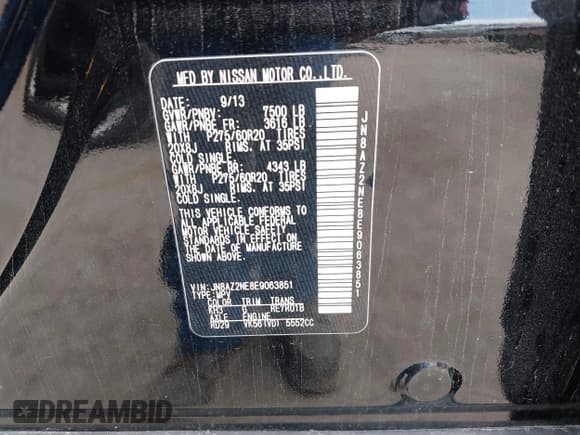 MFD BY NISSAN MOTOR CO.,LTD.
DATE: 9/13
GVWR/PNBV: 7500 LB
GAWR/PNBE FR: 3616 LB
WITH P275/60R20 TIRES
20X8J RIMS. AT 35PSI
COLD SINGLE.
GAWR/PNBE RR: 4343 LB
WITH P275/60R20 TIRES
20X8J RIMS. AT 35PSI
COLD SINGLE.
THIS VEHICLE CONFORMS TO
ALL APPLICABLE FEDERAL
MOTOR VEHICLE SAFETY
STANDARDS IN EFFECT ON
THE DATE OF MANUFACTURE
SHOWN ABOVE.
VIN: JN8AZ2NE8E9063851
TYPE: MPV
COLOR TRIM TRANS
KH3 G RE7R01B
AXLE ENGINE
RD29 VK56(VD) 5552CC
JN8AZ2NE8E9063851
DREAMBID